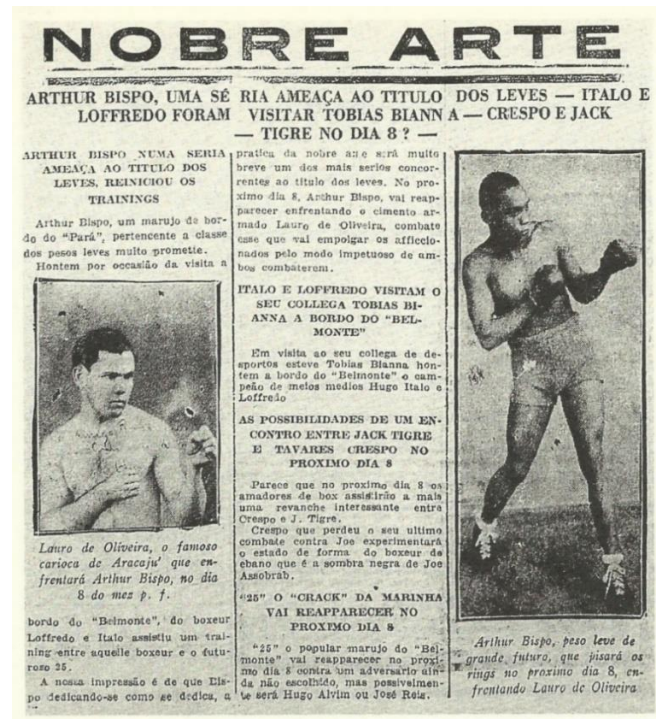 NOBRE ARTE
ARTHUR BISPO, UMA SÉ RIA AMEAÇA AO TITULO DOS LEVES — ITALO E
LOFFREDO FORAM VISITAR TOBIAS BIANN A — CRESPO E JACK
— TIGRE NO DIA 8 ? —
ARTHUR BISPO NUMA SERIA
AMEAÇA AO TITULO DOS
LEVES, REINICIOU OS
TRAININGS
Arthur Bispo, um marujo de bor-
do do "Pará", pertencente a classe
dos pesos leves muito promette.
Hontem por occasião da visita a
Lauro de Oliveira, o famoso
carioca de Aracajú' que en-
frentará Arthur Bispo, no dia
8 do mez p. f.
bordo do "Belmonte", do boxeur
Loffredo e Italo assistiu um trai-
ning entre aquelle boxeur e o futu-
roso 25.
A nossa impressão é de que Bis-
po dedicando-se como se dedica, a
pratica da nobre arte será muito
breve um dos mais serios concor-
rentes ao titulo dos leves. No pro-
ximo dia 8, Arthur Bispo, vai reap-
parecer enfrentando o cimento ar-
mado Lauro de Oliveira, combate
esse que vai empolgar os afficcio-
nados pelo modo impetuoso de am-
bos combaterem.
ITALO E LOFFREDO VISITAM O
SEU COLLEGA TOBIAS BI-
ANNA A BORDO DO "BEL-
MONTE"
Em visita ao seu collega de des-
portos esteve Tobias Bianna hon-
tem a bordo do "Belmonte" o cam-
peão de meios medios Hugo Italo e
Loffredo
AS POSSIBILIDADES DE UM EN-
CONTRO ENTRE JACK TIGRE
E TAVARES CRESPO NO
PROXIMO DIA 8
Parece que no proximo dia 8 os
amadores de box assistirão a mais
uma revanche interessante entre
Crespo e J. Tigre.
Crespo que perdeu o seu ultimo
combate contra Joe experimentará
o estado de forma do boxeur de
ebano que é a sombra negra de Joe
Assobrab.
"25" O "CRACK" DA MARINHA
VAI REAPPARECER NO
PROXIMO DIA 8
"25" o popular marujo do "Bel-
monte" vai reapparecer no proxi-
mo dia 8 contra um adversario ain-
da não escolhido, mas possivelmen-
te será Hugo Alvim ou José Reis.
Arthur Bispo, peso leve de
grande futuro, que pisará os
rings no proximo dia 8, en-
frentando Lauro de Oliveira